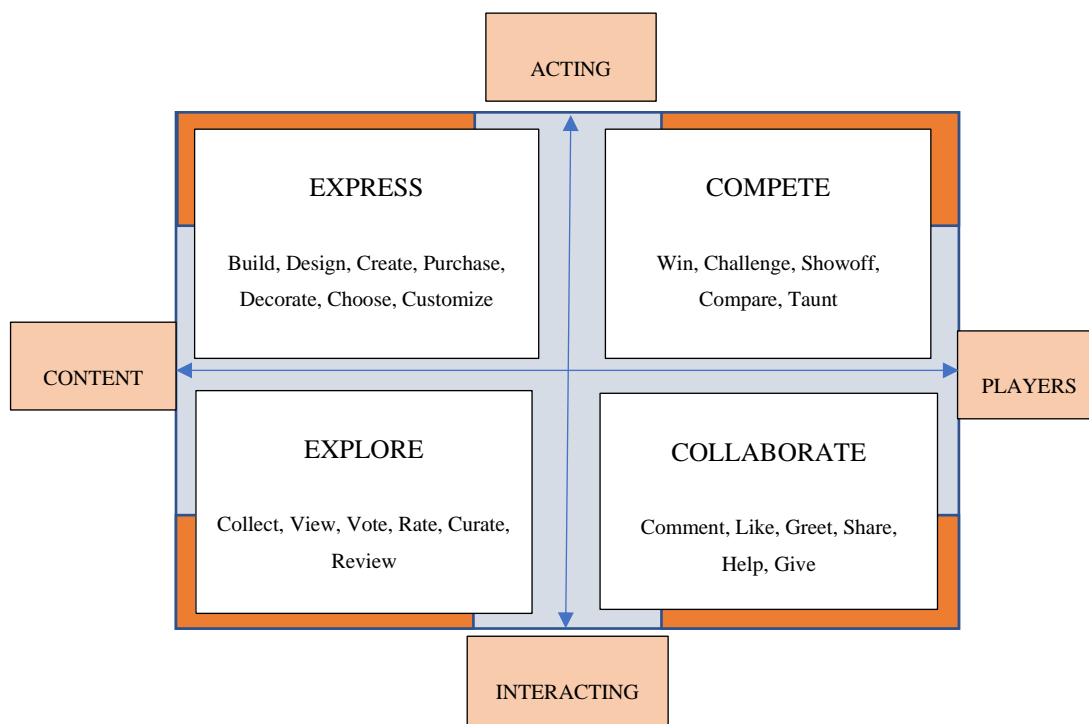 ACTING
EXPRESS
Build, Design, Create, Purchase,
Decorate, Choose, Customize
COMPETE
Win, Challenge, Showoff,
Compare, Taunt
CONTENT
PLAYERS
EXPLORE
Collect, View, Vote, Rate, Curate,
Review
COLLABORATE
Comment, Like, Greet, Share,
Help, Give
INTERACTING